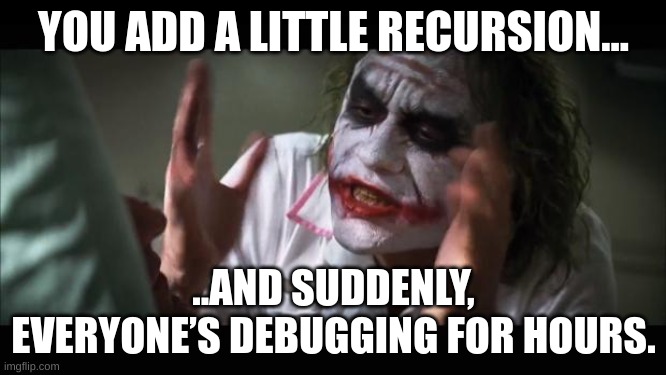 YOU ADD A LITTLE RECURSION...
..AND SUDDENLY,
EVERYONE’S DEBUGGING FOR HOURS.
imgflip.com